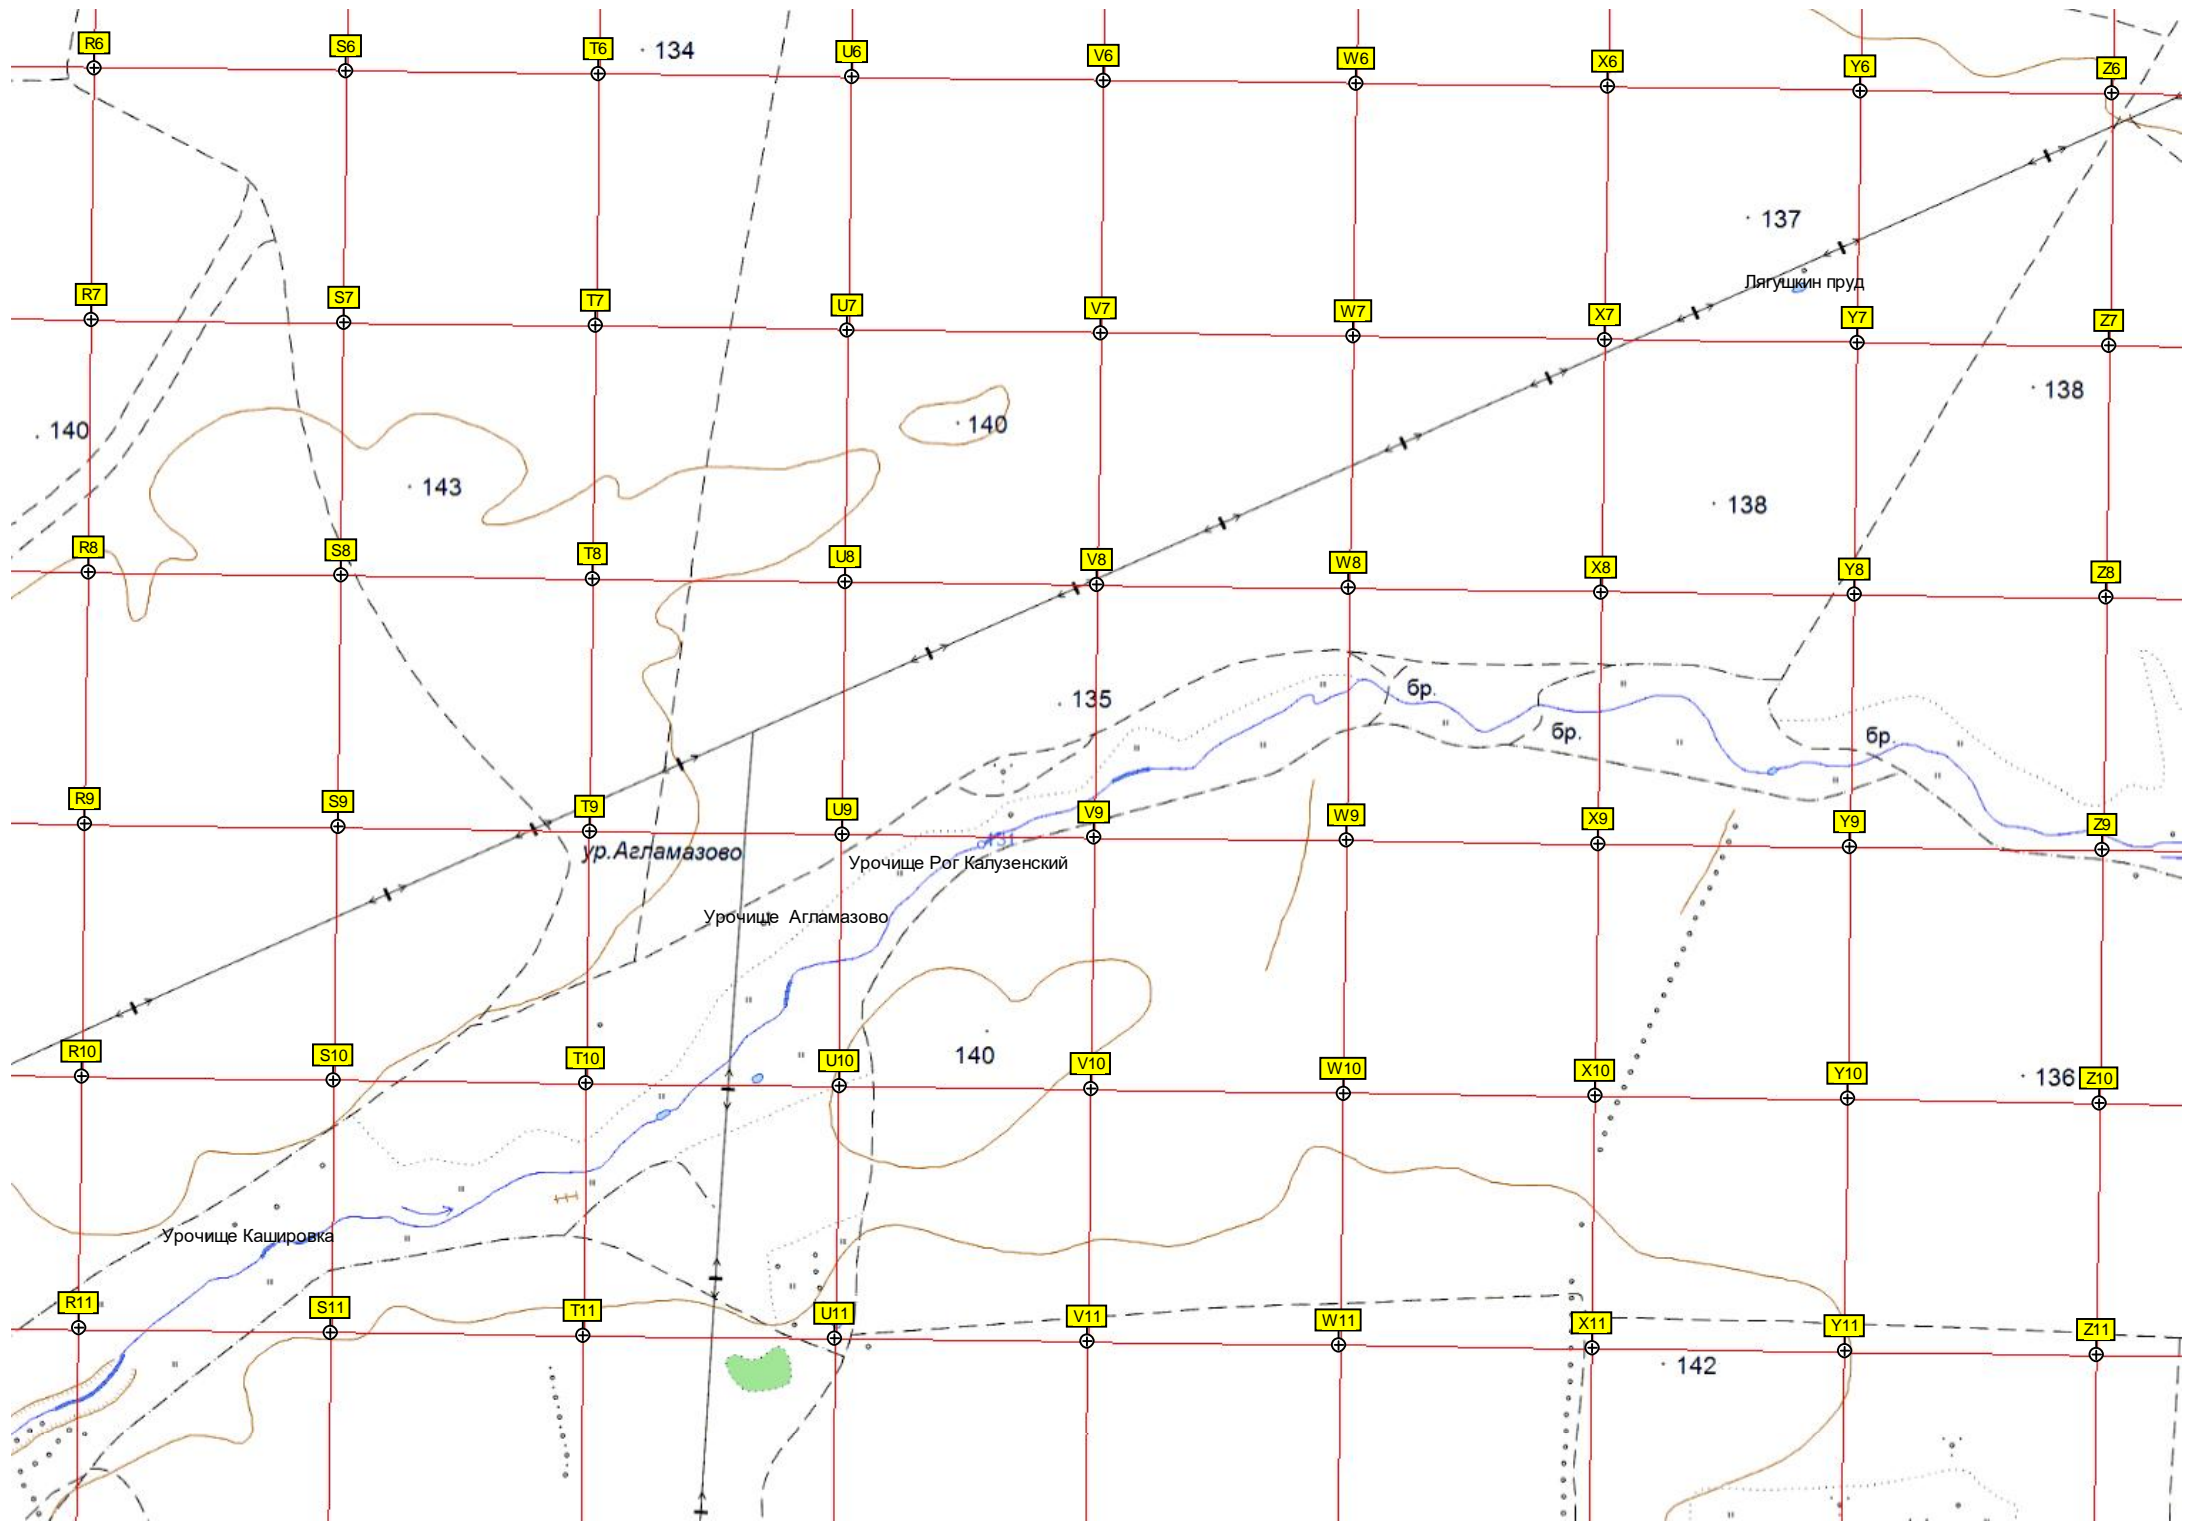 R6 S6 T6 134 U6 V6 W6 X6 Y6 Z6
137
Лягушкин пруд
R7 S7 T7 U7 V7 W7 X7 Y7 Z7
138
140 140
143 138
R8 S8 T8 U8 V8 W8 X8 Y8 Z8
135 бр.
бр. бр.
R9 S9 T9 U9 V9 W9 X9 Y9 Z9
131
ур.Агламазово
Урочище Рог Калузенский
Урочище Агламазово
R10 S10 T10 U10 140 V10 W10 X10 Y10 136 Z10
Урочище Кашировка
R11 S11 T11 U11 V11 W11 X11 Y11 Z11
142